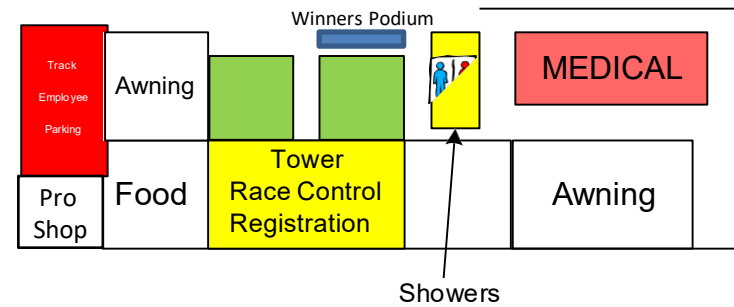 Winners Podium
Track
Employee
Parking
Awning
MEDICAL
Pro
Shop
Food
Tower
Race Control
Registration
Awning
Showers